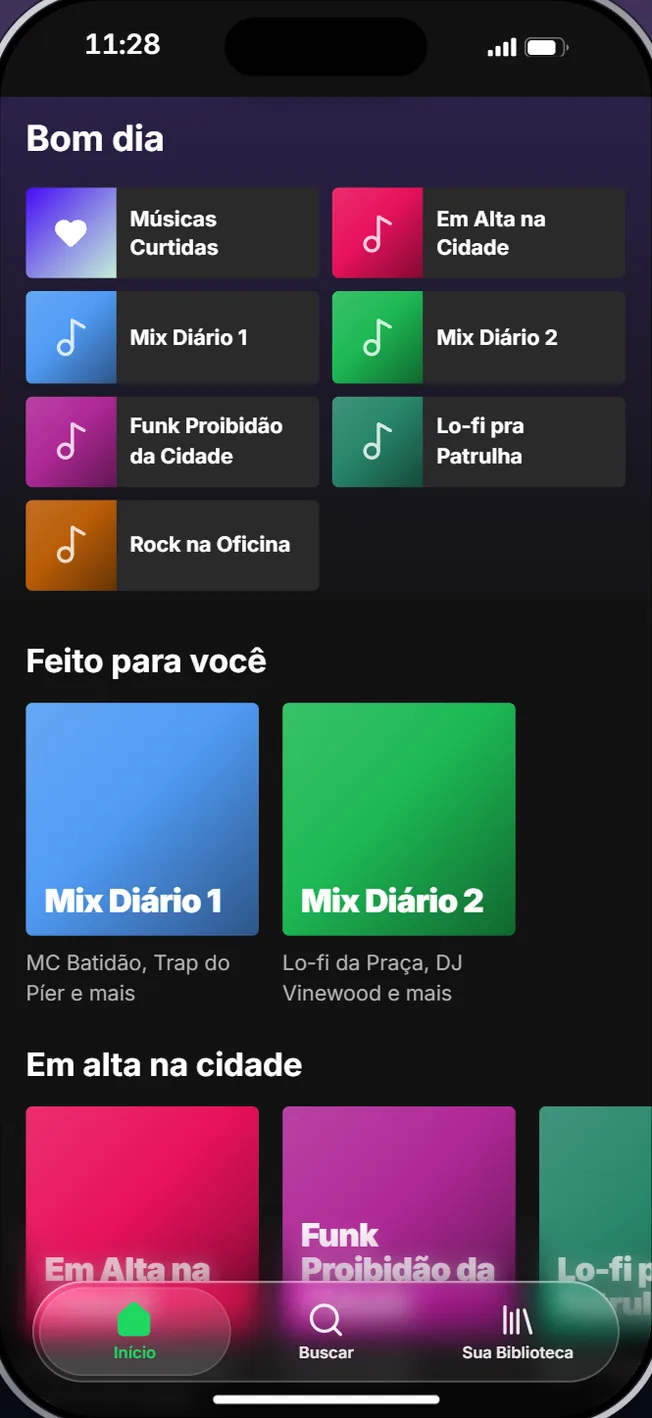 11:28
Bom dia
Músicas
Curtidas
Em Alta na
Cidade
Mix Diário 1
Mix Diário 2
Funk Proibidão
da Cidade
Lo-fi pra
Patrulha
Rock na Oficina
Feito para você
Mix Diário 1
Mix Diário 2
MC Batidão, Trap do
Píer e mais
Lo-fi da Praça, DJ
Vinewood e mais
Em alta na cidade
Em Alta na
Funk
Proibidão da
Lo-fi p
Início
Buscar
Sua Biblioteca